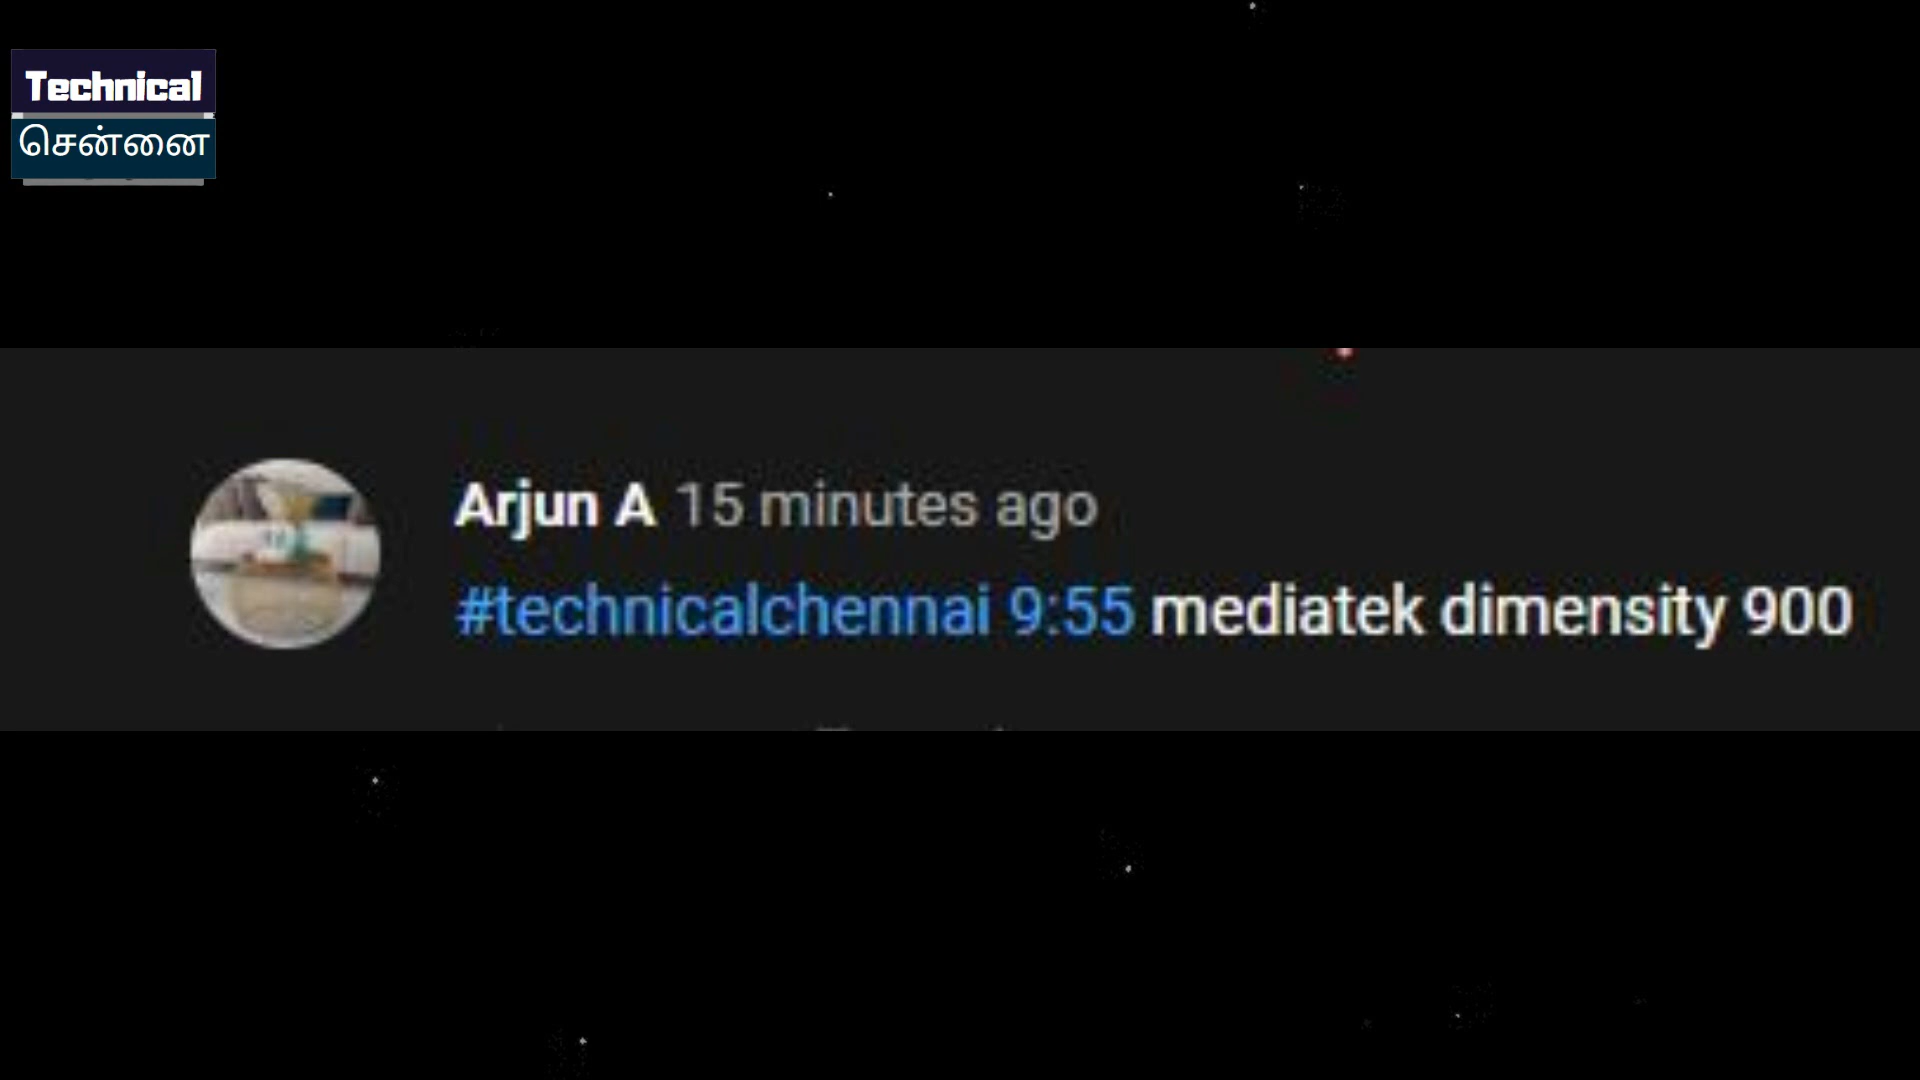 Technical
சென்னை
Arjun A 15 minutes ago
#technicalchennai 9:55 mediatek dimensity 900